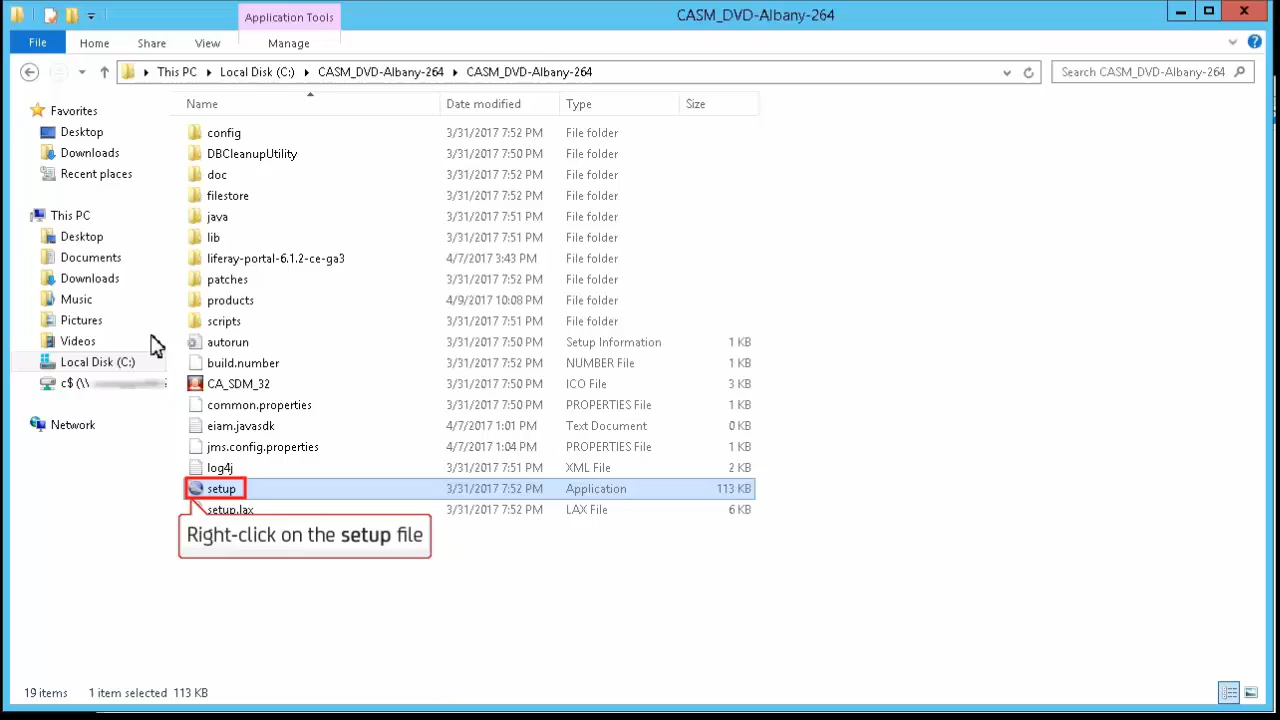 Application Tools
CASM_DVD-Albany-264
File Home Share View Manage
This PC Local Disk (C:) CASM_DVD-Albany-264 CASM_DVD-Albany-264
Search CASM_DVD-Albany-264
Favorites
Desktop
Downloads
Recent places
This PC
Desktop
Documents
Downloads
Music
Pictures
Videos
Local Disk (C:)
c$ (\\
Network
Name Date modified Type Size
config 3/31/2017 7:52 PM File folder
DBCleanupUtility 3/31/2017 7:50 PM File folder
doc 3/31/2017 7:52 PM File folder
filestore 3/31/2017 7:52 PM File folder
java 3/31/2017 7:51 PM File folder
lib 3/31/2017 7:51 PM File folder
liferay-portal-6.1.2-ce-ga3 4/7/2017 3:43 PM File folder
patches 3/31/2017 7:52 PM File folder
products 4/9/2017 10:08 PM File folder
scripts 3/31/2017 7:51 PM File folder
autorun 3/31/2017 7:50 PM Setup Information 1 KB
build.number 3/31/2017 7:52 PM NUMBER File 1 KB
CA_SDM_32 3/31/2017 7:50 PM ICO File 3 KB
common.properties 3/31/2017 7:50 PM PROPERTIES File 1 KB
eiam.javasdk 4/7/2017 1:01 PM Text Document 0 KB
jms.config.properties 4/7/2017 1:04 PM PROPERTIES File 1 KB
log4j 3/31/2017 7:51 PM XML File 2 KB
setup 3/31/2017 7:52 PM Application 113 KB
setup.lax 3/31/2017 7:52 PM LAX File 6 KB
Right-click on the setup file
19 items 1 item selected 113 KB